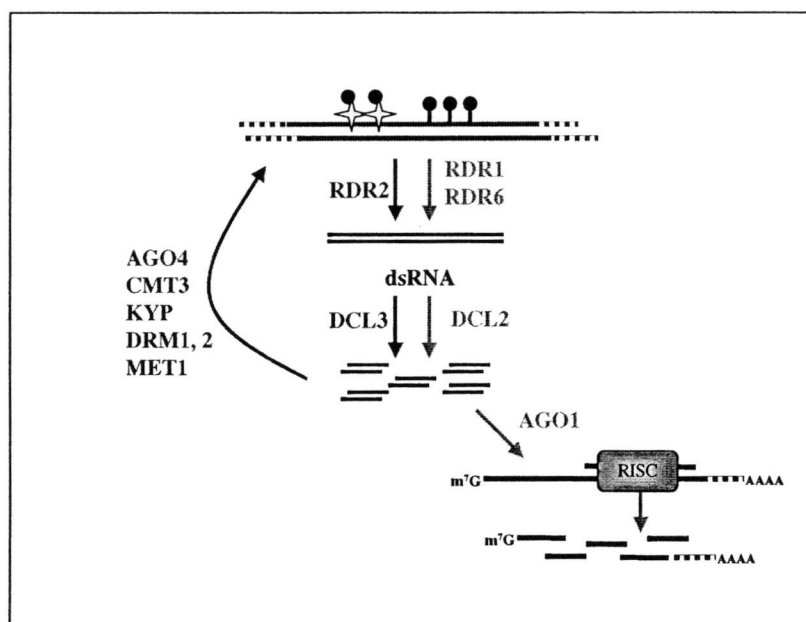 RDR2
RDR1
RDR6
dsRNA
AGO4
CMT3
KYP
DRM1, 2
MET1
DCL3
DCL2
AGO1
m⁷G
RISC
AAAA
m⁷G
AAAA